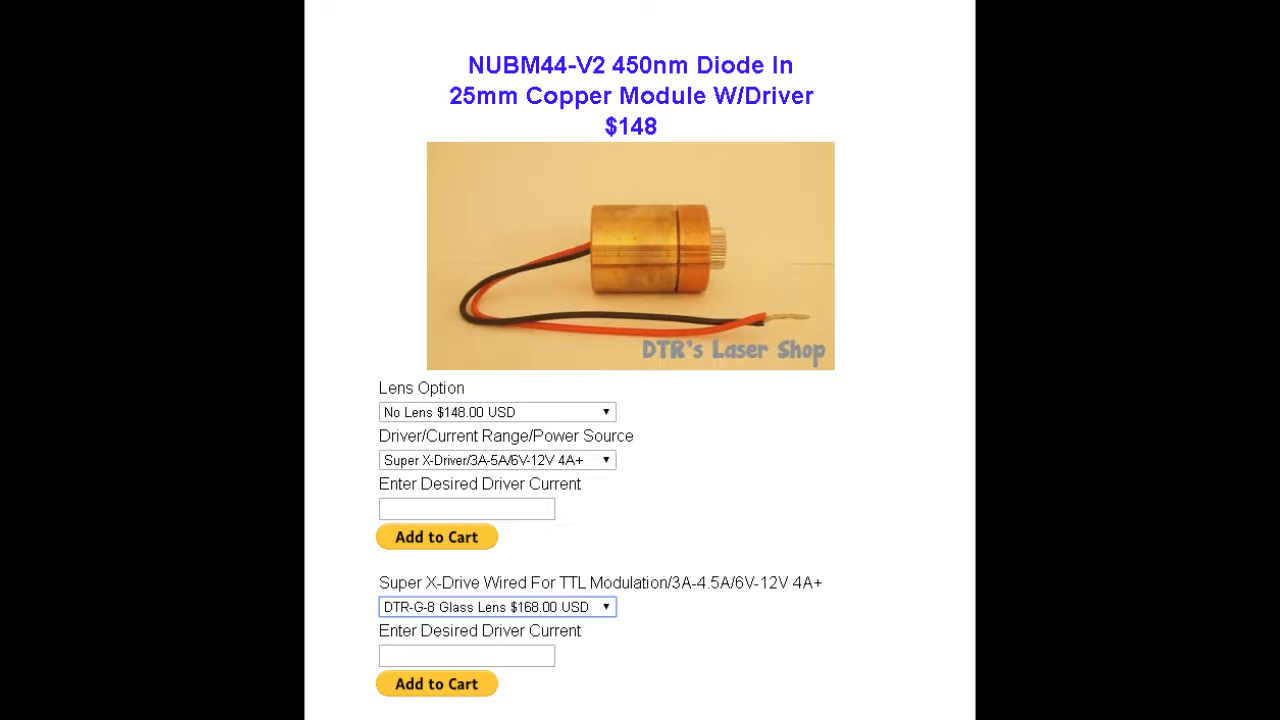 NUBM44-V2 450nm Diode In
25mm Copper Module W/Driver
$148
DTR's Laser Shop
Lens Option
No Lens $148.00 USD
Driver/Current Range/Power Source
Super X-Driver/3A-5A/6V-12V 4A+
Enter Desired Driver Current
Add to Cart
Super X-Drive Wired For TTL Modulation/3A-4.5A/6V-12V 4A+
DTR-G-8 Glass Lens $168.00 USD
Enter Desired Driver Current
Add to Cart